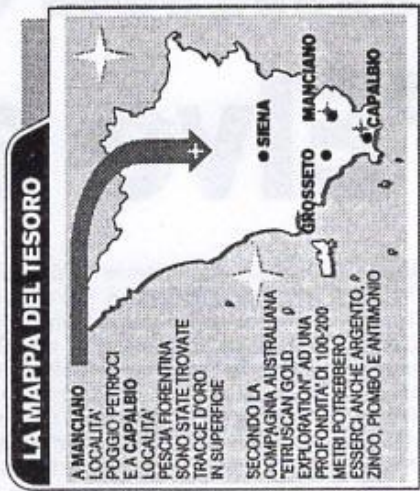 LA MAPPA DEL TESORO
A MANCIANO
LOCALITA'
POGGIO PETRICCI
E A CAPALBIO
LOCALITA'
PESCIA FIORENTINA
SONO STATE TROVATE
TRACCE D'ORO
IN SUPERFICIE
SECONDO LA
COMPAGNIA AUSTRALIANA
"ETRUSCAN GOLD
EXPLORATION" AD UNA
PROFONDITA' DI 100-200
METRI POTREBBERO
ESSERCI ANCHE ARGENTO,
ZINCO, PIOMBO E ANTIMONIO
SIENA
GROSSETO
MANCIANO
CAPALBIO